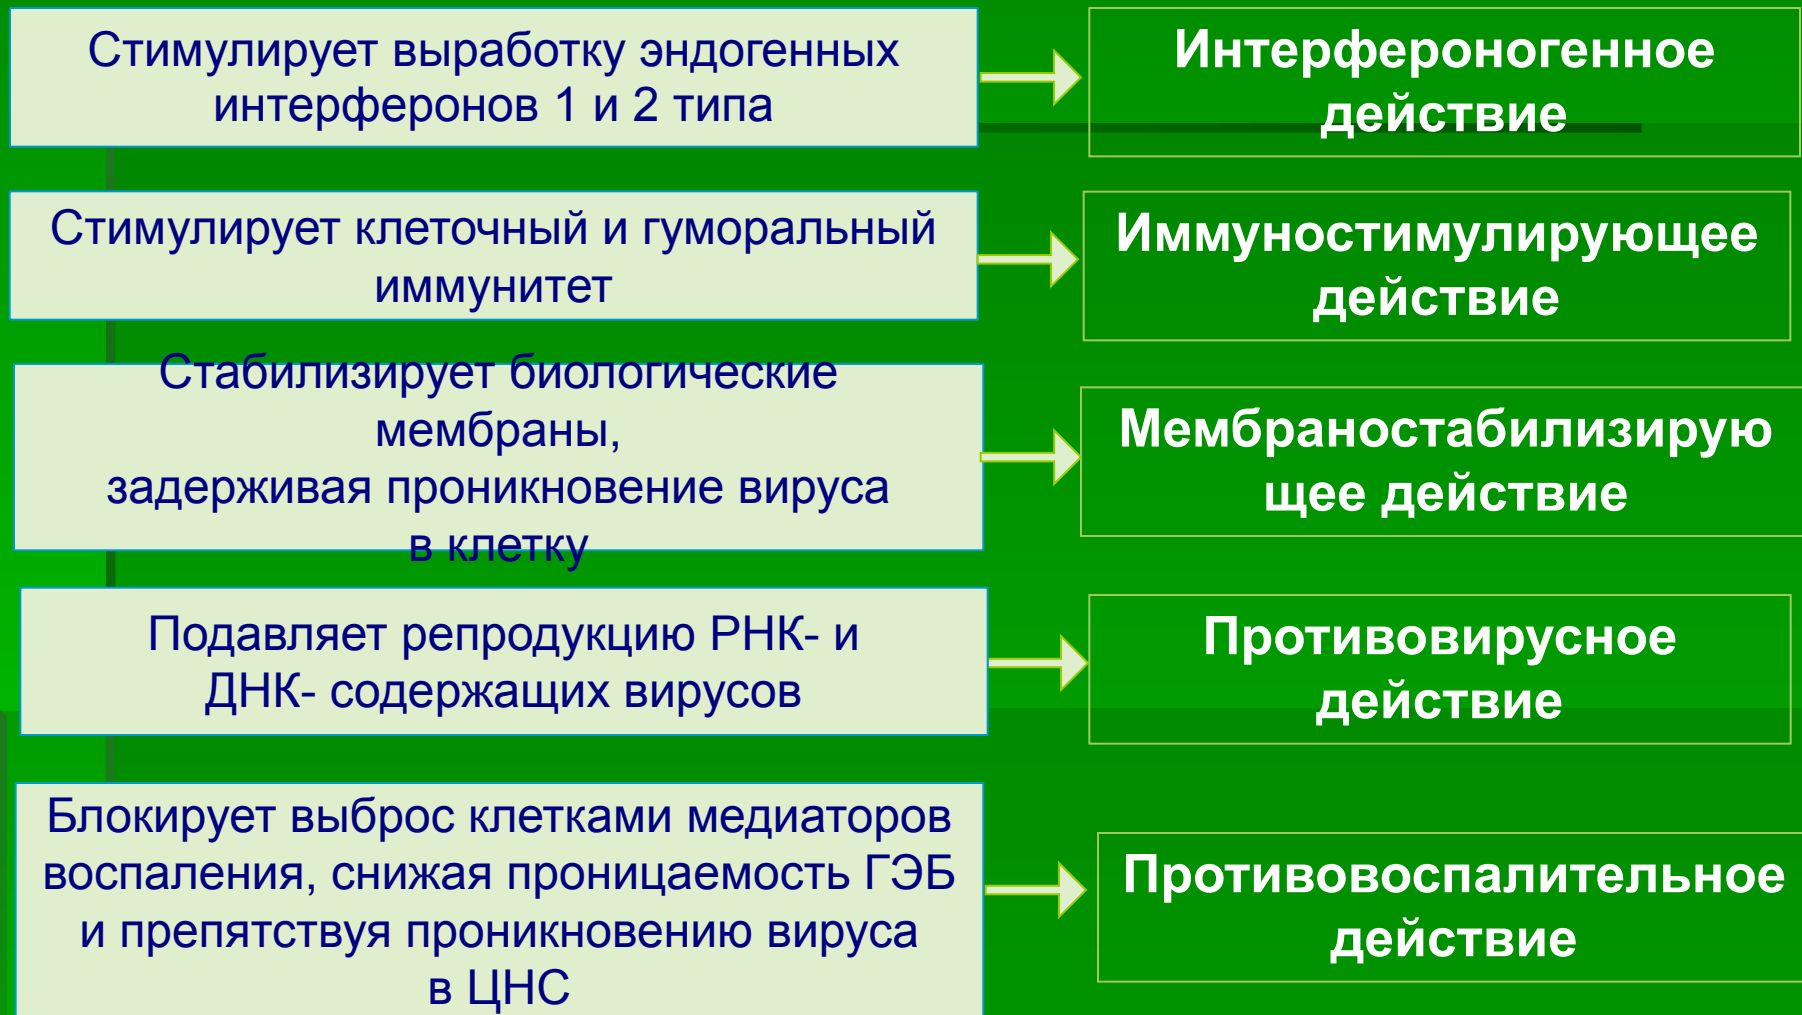 Стимулирует выработку эндогенных
интерферонов 1 и 2 типа
Интерфероногенное
действие
Стимулирует клеточный и гуморальный
иммунитет
Иммуностимулирующее
действие
Стабилизирует биологические
мембраны,
задерживая проникновение вируса
в клетку
Мембраностабилизирую
щее действие
Подавляет репродукцию РНК- и
ДНК- содержащих вирусов
Противовирусное
действие
Блокирует выброс клетками медиаторов
воспаления, снижая проницаемость ГЭБ
и препятствуя проникновению вируса
в ЦНС
Противовоспалительное
действие